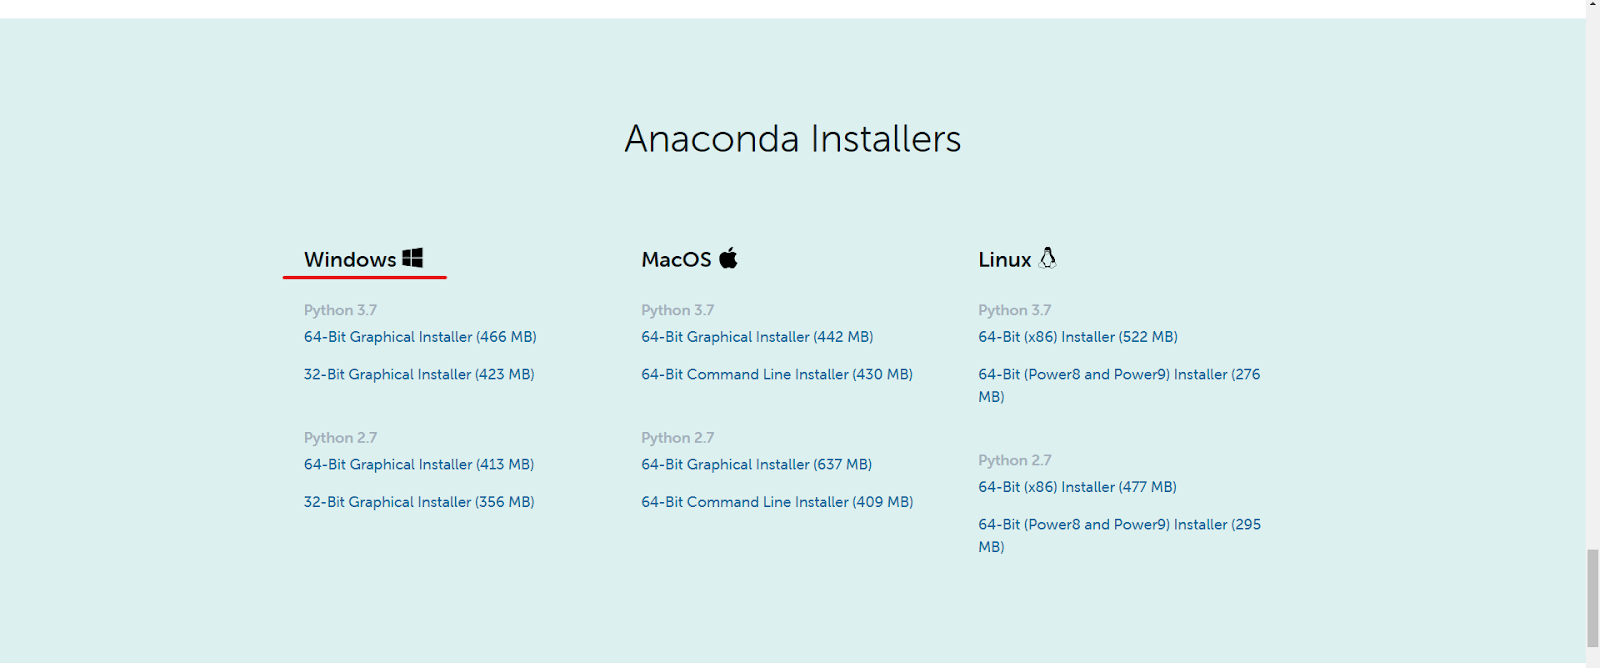 Anaconda Installers
Windows
Python 3.7
64-Bit Graphical Installer (466 MB)
32-Bit Graphical Installer (423 MB)
Python 2.7
64-Bit Graphical Installer (413 MB)
32-Bit Graphical Installer (356 MB)
MacOS
Python 3.7
64-Bit Graphical Installer (442 MB)
64-Bit Command Line Installer (430 MB)
Python 2.7
64-Bit Graphical Installer (637 MB)
64-Bit Command Line Installer (409 MB)
Linux
Python 3.7
64-Bit (x86) Installer (522 MB)
64-Bit (Power8 and Power9) Installer (276
MB)
Python 2.7
64-Bit (x86) Installer (477 MB)
64-Bit (Power8 and Power9) Installer (295
MB)